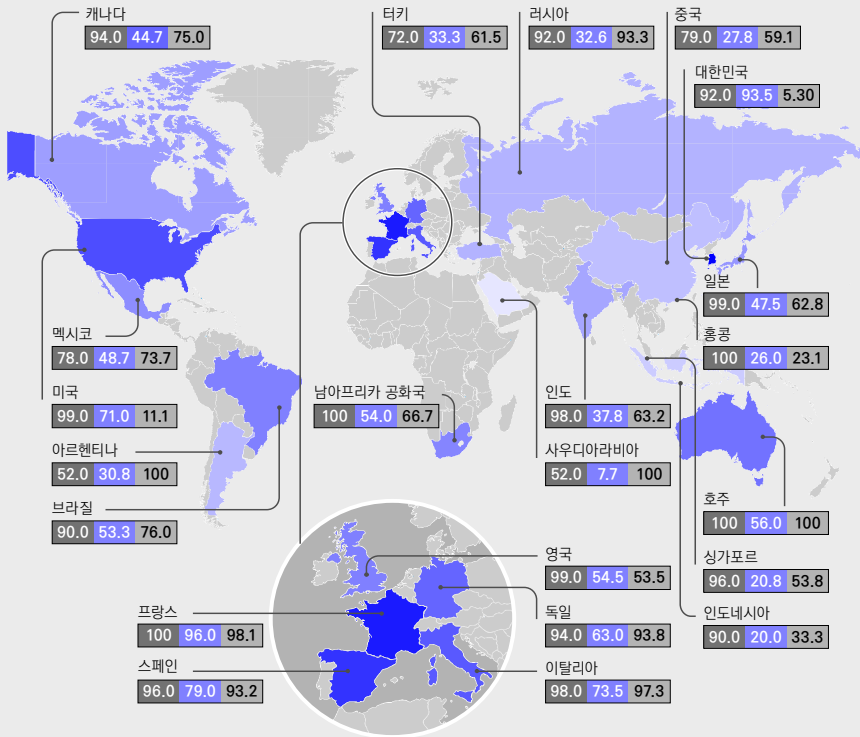 캐나다
94.0 44.7 75.0
터키
72.0 33.3 61.5
러시아
92.0 32.6 93.3
중국
79.0 27.8 59.1
대한민국
92.0 93.5 5.30
일본
99.0 47.5 62.8
홍콩
100 26.0 23.1
멕시코
78.0 48.7 73.7
미국
99.0 71.0 11.1
아르헨티나
52.0 30.8 100
브라질
90.0 53.3 76.0
남아프리카 공화국
100 54.0 66.7
인도
98.0 37.8 63.2
사우디아라비아
52.0 7.7 100
호주
100 56.0 100
싱가포르
96.0 20.8 53.8
인도네시아
90.0 20.0 33.3
영국
99.0 54.5 53.5
독일
94.0 63.0 93.8
이탈리아
98.0 73.5 97.3
프랑스
100 96.0 98.1
스페인
96.0 79.0 93.2